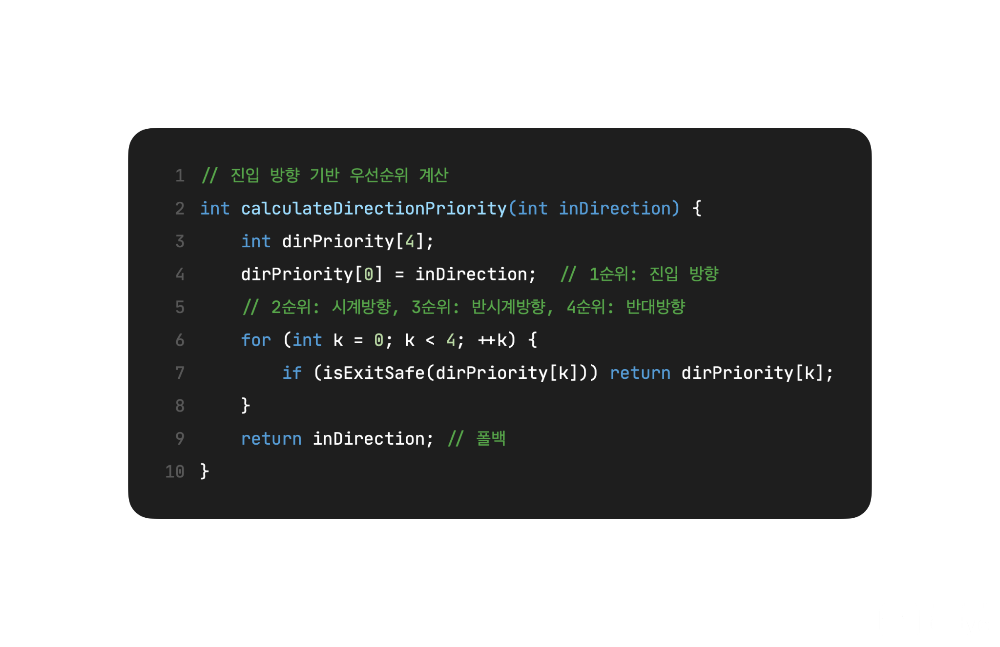 1 // 진입 방향 기반 우선순위 계산
2 int calculateDirectionPriority(int inDirection) {
3     int dirPriority[4];
4     dirPriority[0] = inDirection;  // 1순위: 진입 방향
5     // 2순위: 시계방향, 3순위: 반시계방향, 4순위: 반대방향
6     for (int k = 0; k < 4; ++k) {
7         if (isExitSafe(dirPriority[k])) return dirPriority[k];
8     }
9     return inDirection; // 폴백
10 }